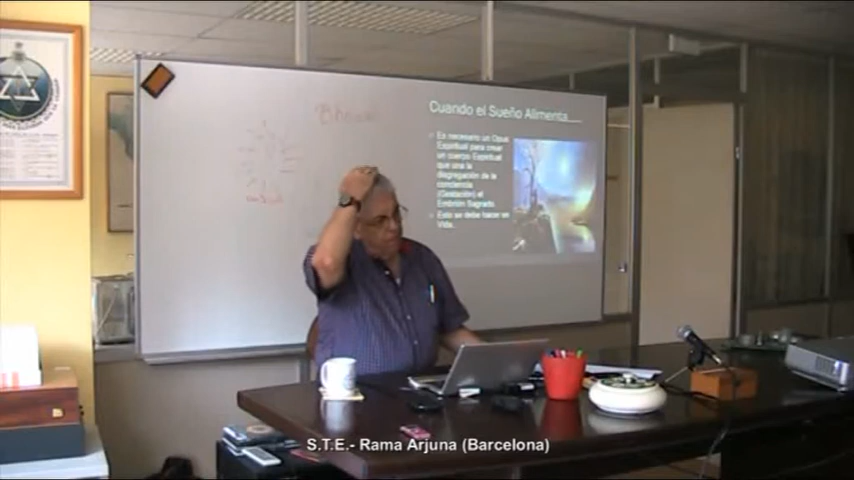 Cuando el Sueño Alimenta....
Es necesario un Opus
Espiritual para crear
un cuerpo Espiritual
que una la
disgregación de la
conciencia
(Gestación) el
Embrión Sagrado.
Esto se debe hacer en
Vida.
S.T.E.- Rama Arjuna (Barcelona)